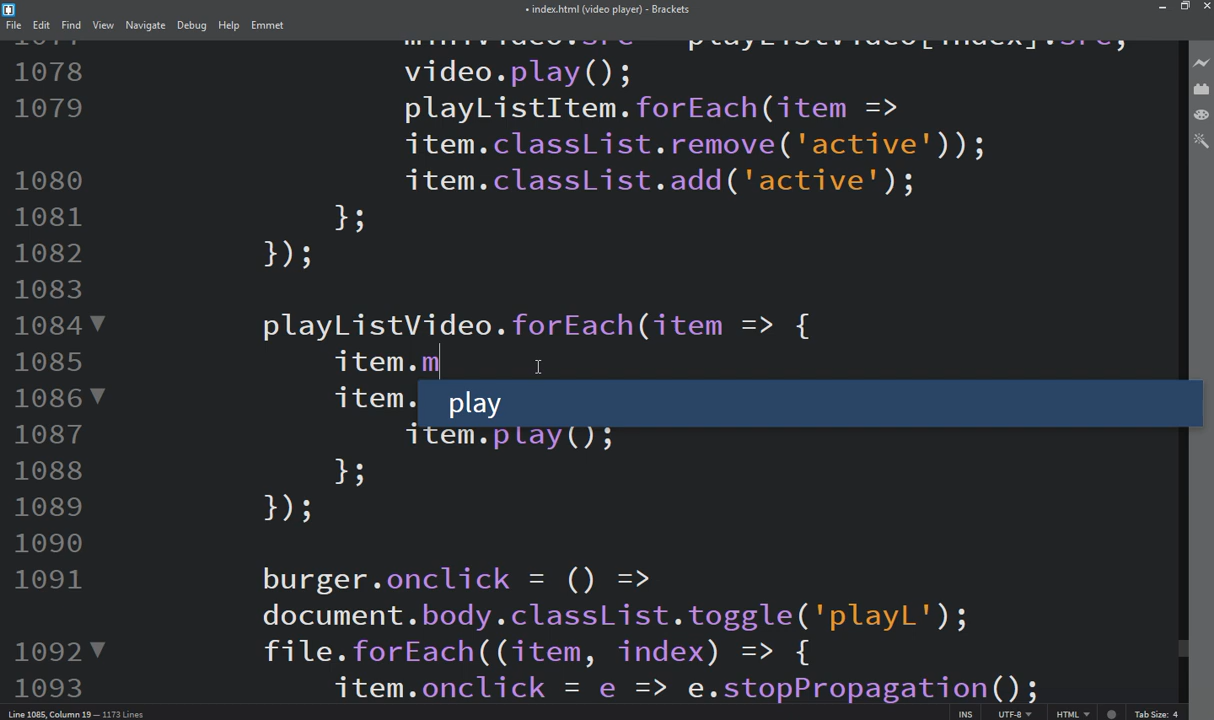 • index.html (video player) - Brackets
File Edit Find View Navigate Debug Help Emmet
1078 video.play();
1079 playListItem.forEach(item =>
item.classList.remove('active'));
1080 item.classList.add('active');
1081 };
1082 });
1083
1084 playListVideo.forEach(item => {
1085 item.m
1086 item.
play
1087 item.play();
1088 };
1089 });
1090
1091 burger.onclick = () =>
document.body.classList.toggle('playL');
1092 file.forEach((item, index) => {
1093 item.onclick = e => e.stopPropagation();
Line 1085, Column 19 — 1173 Lines INS UTF-8 HTML Tab Size: 4